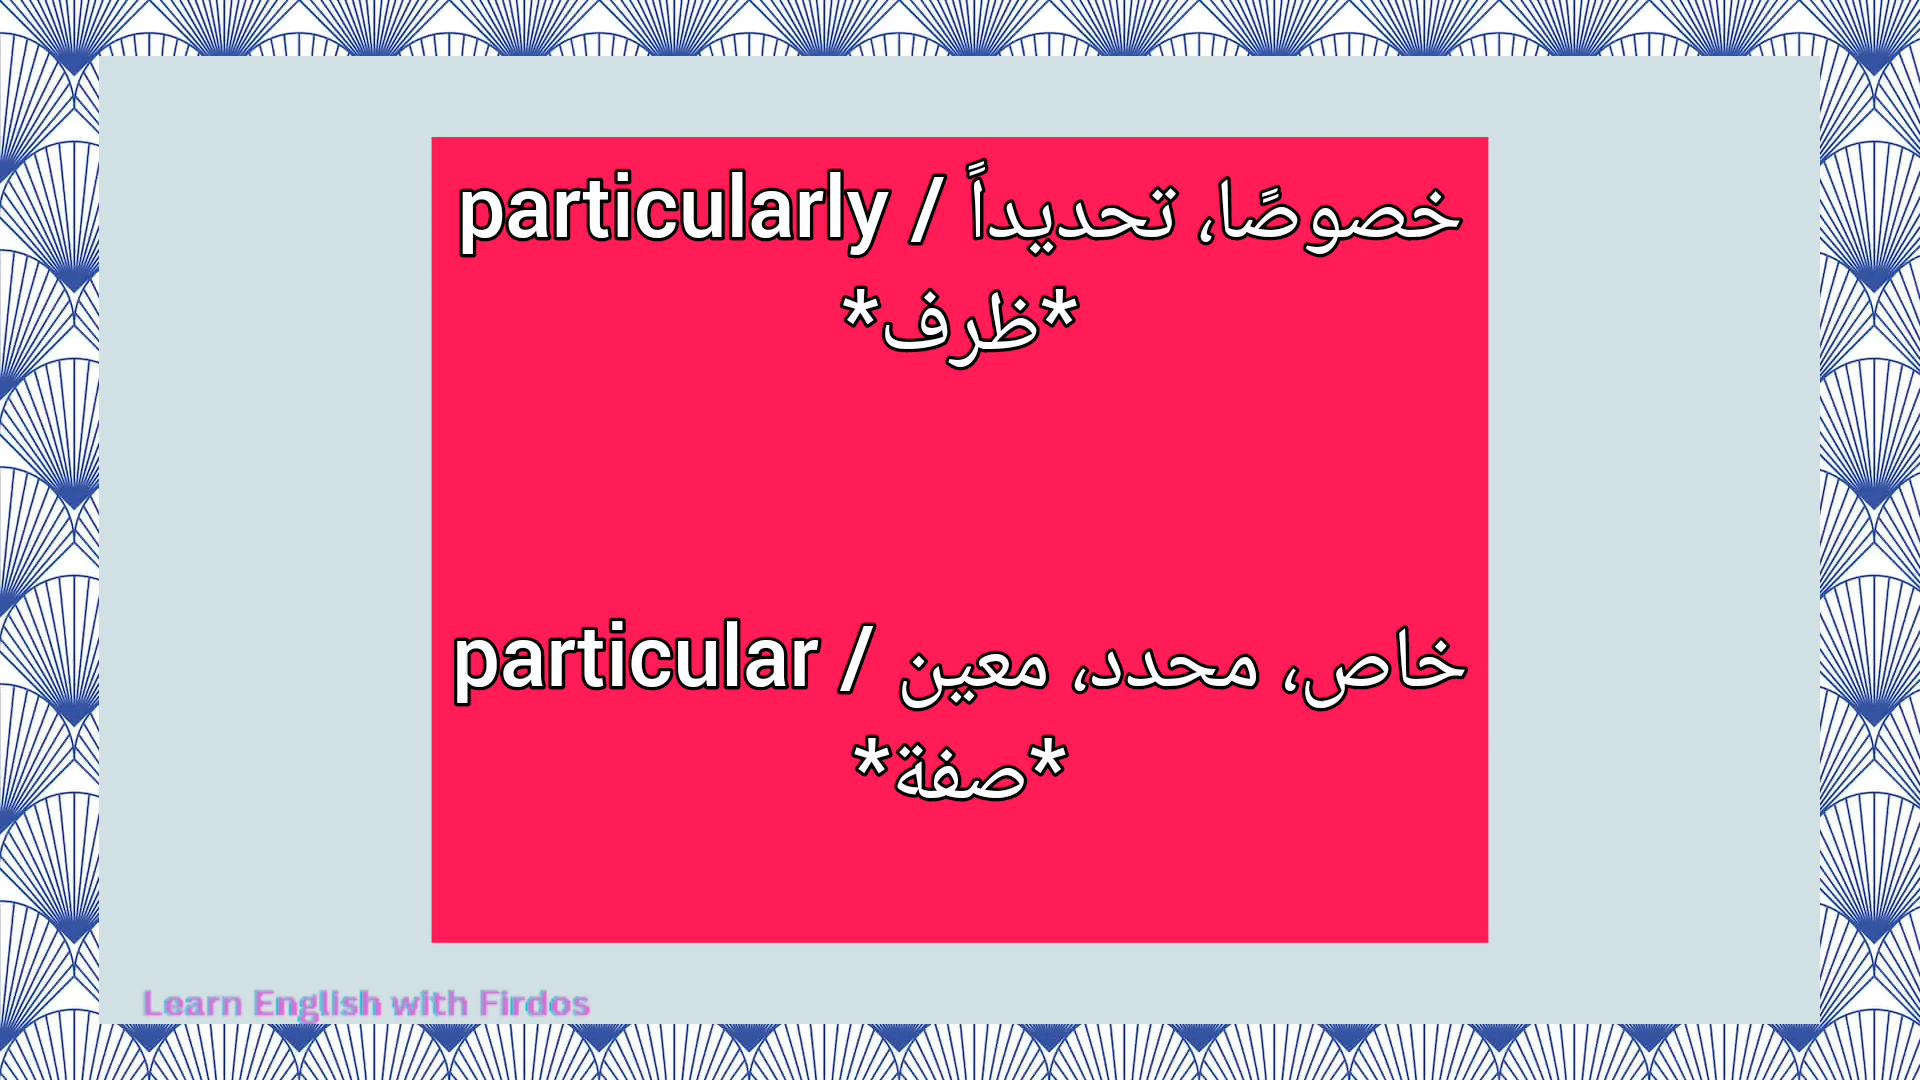 particularly / خصوصًا، تحديداً
*ظرف*
particular / خاص، محدد، معين
*صفة*
Learn English with Firdos